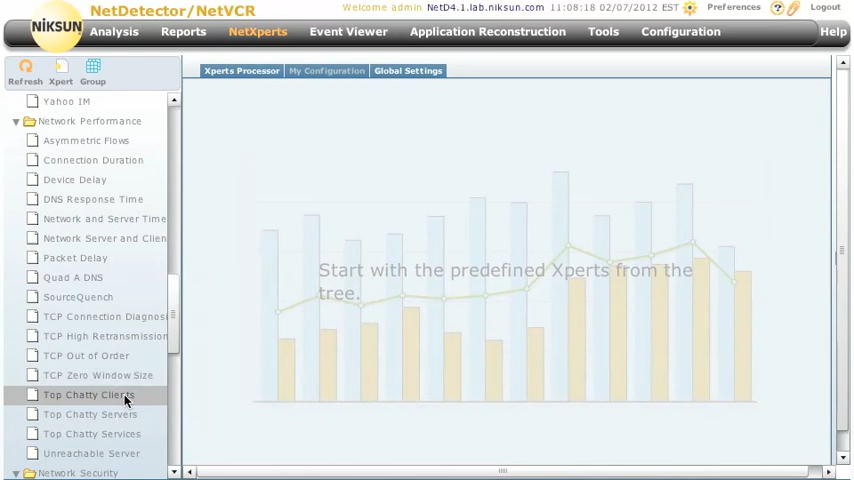 NetDetector/NetVCR
Welcome admin NetD4.1.lab.niksun.com 11:08:18 02/07/2012 EST Preferences Logout
NIKSUN
Analysis Reports NetXperts Event Viewer Application Reconstruction Tools Configuration Help
Refresh Xpert Group
Xperts Processor My Configuration Global Settings
Yahoo IM
Network Performance
Asymmetric Flows
Connection Duration
Device Delay
DNS Response Time
Network and Server Time
Network Server and Clien
Packet Delay
Quad A DNS
SourceQuench
TCP Connection Diagnosi
TCP High Retransmission
TCP Out of Order
TCP Zero Window Size
Top Chatty Clients
Top Chatty Servers
Top Chatty Services
Unreachable Server
Network Security
Start with the predefined Xperts from the
tree.